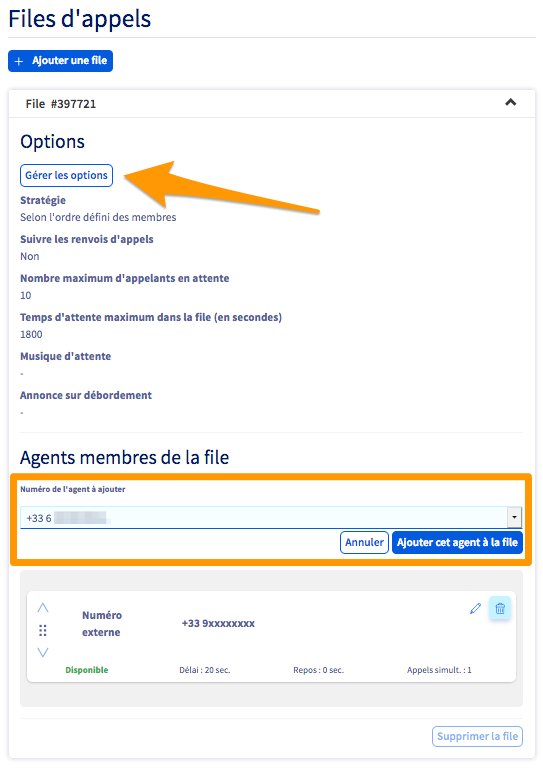 Files d'appels
+ Ajouter une file
File #397721
Options
Gérer les options
Stratégie
Selon l'ordre défini des membres
Suivre les renvois d'appels
Non
Nombre maximum d'appelants en attente
10
Temps d'attente maximum dans la file (en secondes)
1800
Musique d'attente
-
Annonce sur débordement
-
Agents membres de la file
Numéro de l'agent à ajouter
+33 6
Annuler Ajouter cet agent à la file
Numéro externe +33 9xxxxxxxx
Disponible Délai : 20 sec. Repos : 0 sec. Appels simult. : 1
Supprimer la file